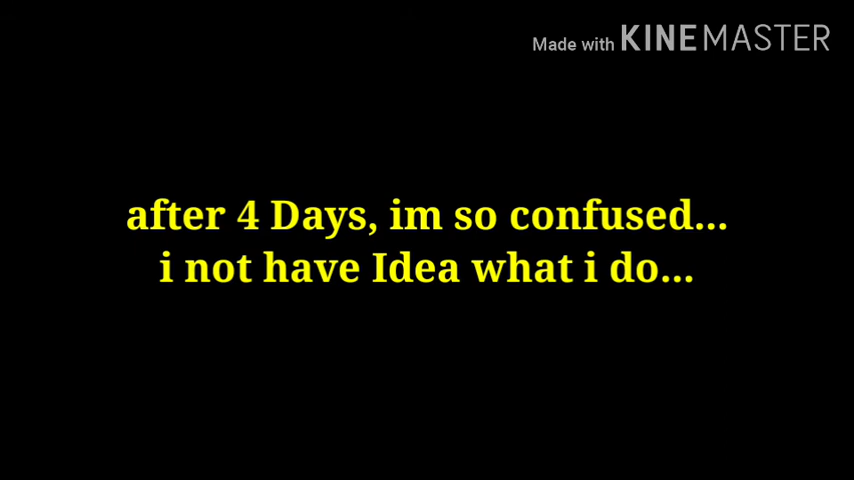 Made with KINEMASTER
after 4 Days, im so confused...
i not have Idea what i do...